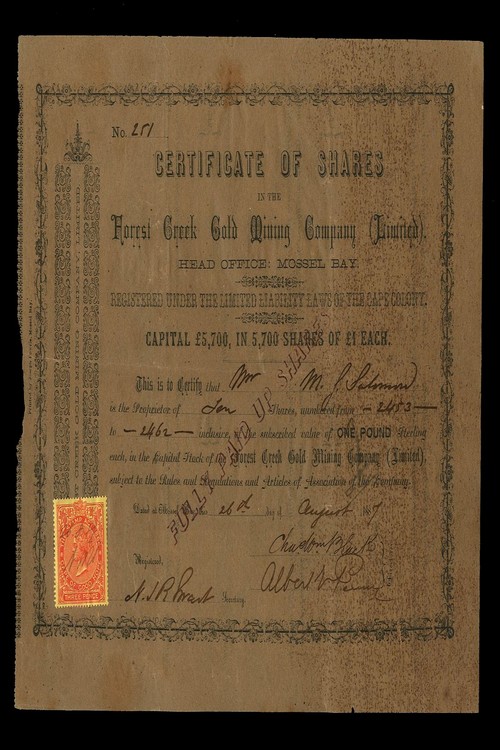 No. 251
CERTIFICATE OF SHARES
IN THE
Forest Creek Gold Mining Company (Limited).
HEAD OFFICE: MOSSEL BAY.
REGISTERED UNDER THE LIMITED LIABILITY LAWS OF THE CAPE COLONY.
CAPITAL £5,700, IN 5,700 SHARES OF £1 EACH.
FULLY PAID UP SHARES
This is to Certify that Mr M. J. Salomon
is the Proprietor of Ten Shares, numbered from — 2453 —
to — 2462 — inclusive, of the subscribed value of ONE POUND Sterling
each, in the Capital Stock of the Forest Creek Gold Mining Company (Limited),
subject to the Rules and Regulations and Articles of Association of the Company.
Dated at 26th day of August
Registered,
Secretary.
THREE PENCE